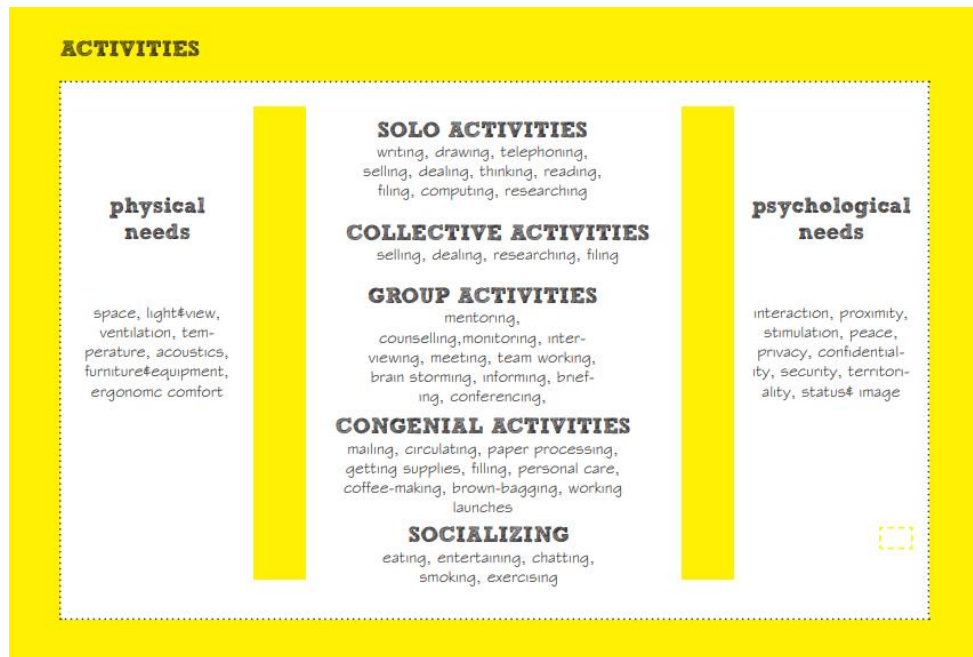 ACTIVITIES
physical
needs
space, light&view,
ventilation, tem-
perature, acoustics,
furniture&equipment,
ergonomc comfort
SOLO ACTIVITIES
writing, drawing, telephoning,
selling, dealing, thinking, reading,
filing, computing, researching
COLLECTIVE ACTIVITIES
selling, dealing, researching, filing
GROUP ACTIVITIES
mentoring,
counselling,monitoring, inter-
viewing, meeting, team working,
brain storming, informing, brief-
ing, conferencing,
CONGENIAL ACTIVITIES
mailing, circulating, paper processing,
getting supplies, filling, personal care,
coffee-making, brown-bagging, working
launches
SOCIALIZING
eating, entertaining, chatting,
smoking, exercising
psychological
needs
interaction, proximity,
stimulation, peace,
privacy, confidential-
ity, security, territori-
ality, status& image